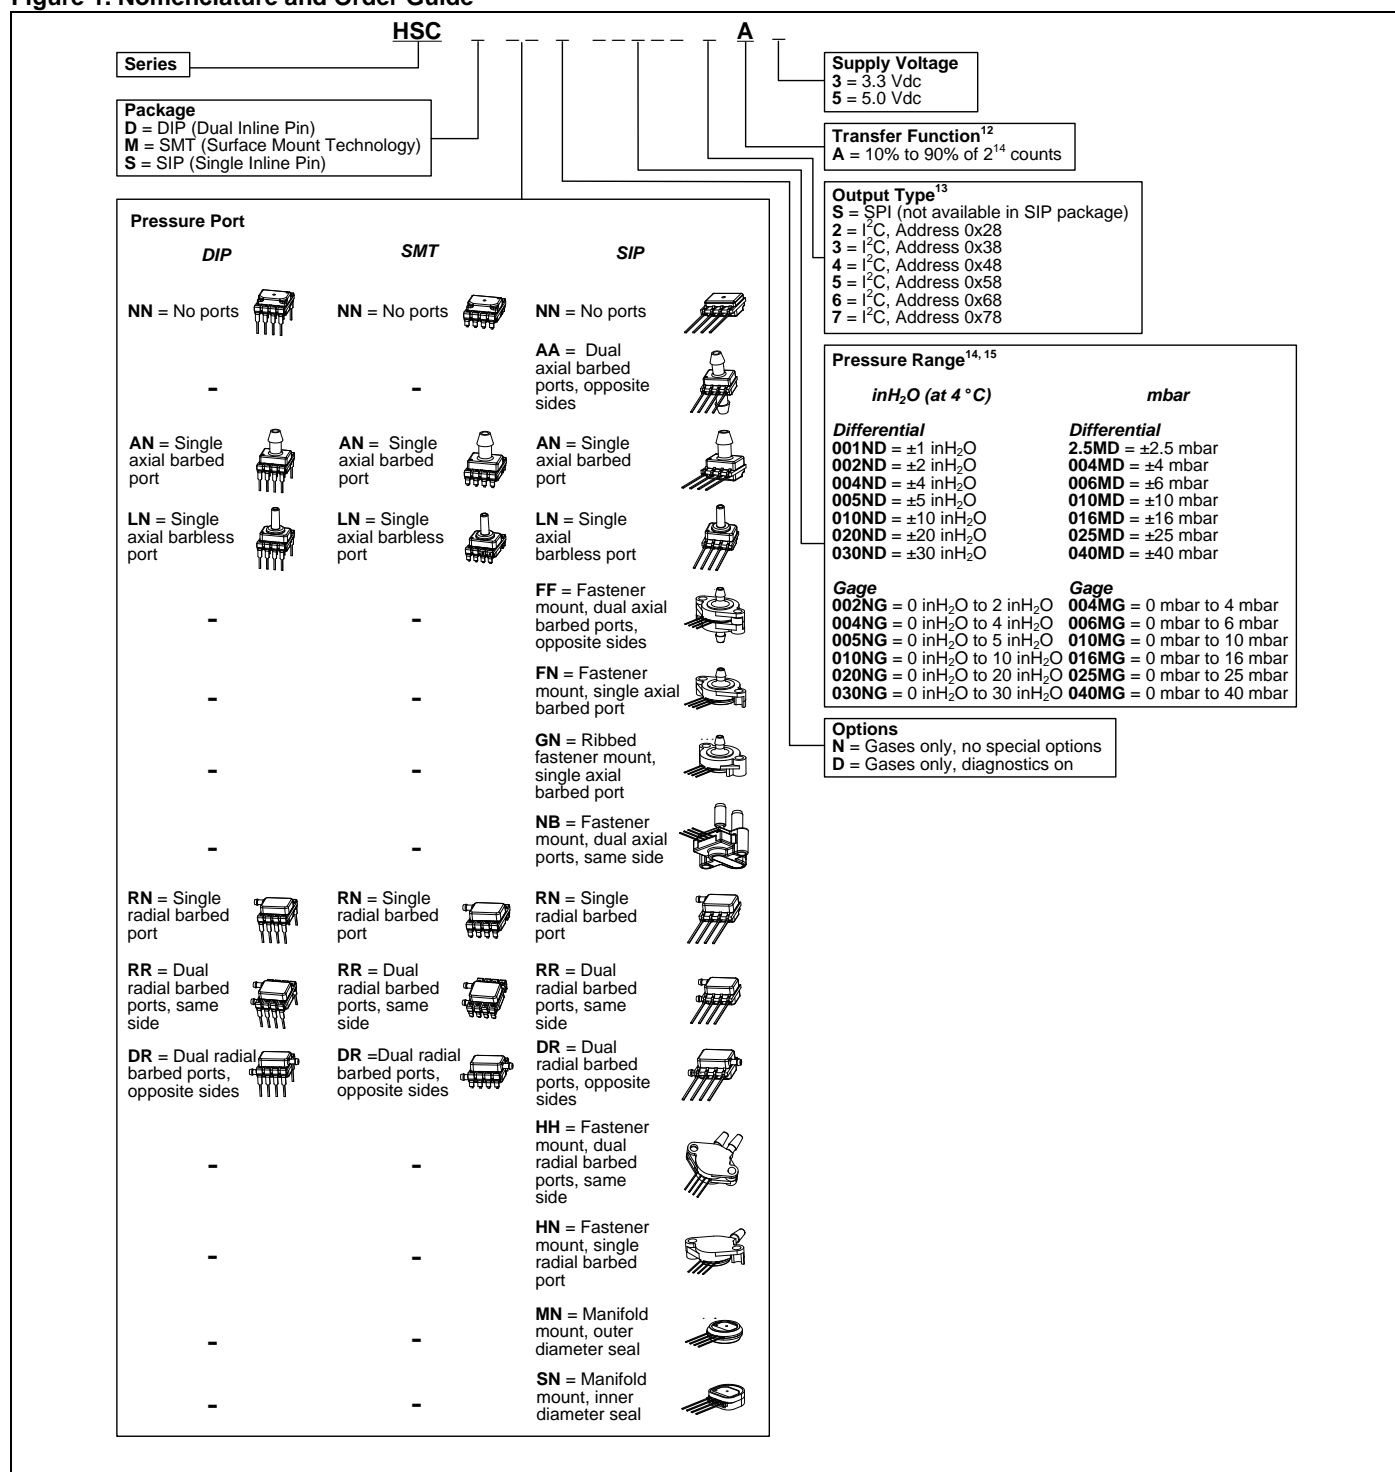 Figure 1. Nomenclature and Order Guide
HSC _ _ _ _ _ _ _ _ _ _ A _
Series
Package
D = DIP (Dual Inline Pin)
M = SMT (Surface Mount Technology)
S = SIP (Single Inline Pin)
Supply Voltage
3 = 3.3 Vdc
5 = 5.0 Vdc
Transfer Function¹²
A = 10% to 90% of 2¹⁴ counts
Output Type¹³
S = SPI (not available in SIP package)
2 = I²C, Address 0x28
3 = I²C, Address 0x38
4 = I²C, Address 0x48
5 = I²C, Address 0x58
6 = I²C, Address 0x68
7 = I²C, Address 0x78
Pressure Range¹⁴, ¹⁵
inH₂O (at 4 °C)
Differential
001ND = ±1 inH₂O
002ND = ±2 inH₂O
004ND = ±4 inH₂O
005ND = ±5 inH₂O
010ND = ±10 inH₂O
020ND = ±20 inH₂O
030ND = ±30 inH₂O
Gage
002NG = 0 inH₂O to 2 inH₂O
004NG = 0 inH₂O to 4 inH₂O
005NG = 0 inH₂O to 5 inH₂O
010NG = 0 inH₂O to 10 inH₂O
020NG = 0 inH₂O to 20 inH₂O
030NG = 0 inH₂O to 30 inH₂O
mbar
Differential
2.5MD = ±2.5 mbar
004MD = ±4 mbar
006MD = ±6 mbar
010MD = ±10 mbar
016MD = ±16 mbar
025MD = ±25 mbar
040MD = ±40 mbar
Gage
004MG = 0 mbar to 4 mbar
006MG = 0 mbar to 6 mbar
010MG = 0 mbar to 10 mbar
016MG = 0 mbar to 16 mbar
025MG = 0 mbar to 25 mbar
040MG = 0 mbar to 40 mbar
Options
N = Gases only, no special options
D = Gases only, diagnostics on
Pressure Port
DIP
SMT
SIP
NN = No ports
NN = No ports
NN = No ports
-
-
AA = Dual
axial barbed
ports, opposite
sides
AN = Single
axial barbed
port
AN = Single
axial barbed
port
AN = Single
axial barbed
port
LN = Single
axial barbless
port
LN = Single
axial barbless
port
LN = Single
axial
barbless port
-
-
FF = Fastener
mount, dual axial
barbed ports,
opposite sides
-
-
FN = Fastener
mount, single axial
barbed port
-
-
GN = Ribbed
fastener mount,
single axial
barbed port
-
-
NB = Fastener
mount, dual axial
ports, same side
RN = Single
radial barbed
port
RN = Single
radial barbed
port
RN = Single
radial barbed
port
RR = Dual
radial barbed
ports, same
side
RR = Dual
radial barbed
ports, same
side
RR = Dual
radial barbed
ports, same
side
DR = Dual radial
barbed ports,
opposite sides
DR =Dual radial
barbed ports,
opposite sides
DR = Dual
radial barbed
ports, opposite
sides
-
-
HH = Fastener
mount, dual
radial barbed
ports, same
side
-
-
HN = Fastener
mount, single
radial barbed
port
-
-
MN = Manifold
mount, outer
diameter seal
-
-
SN = Manifold
mount, inner
diameter seal